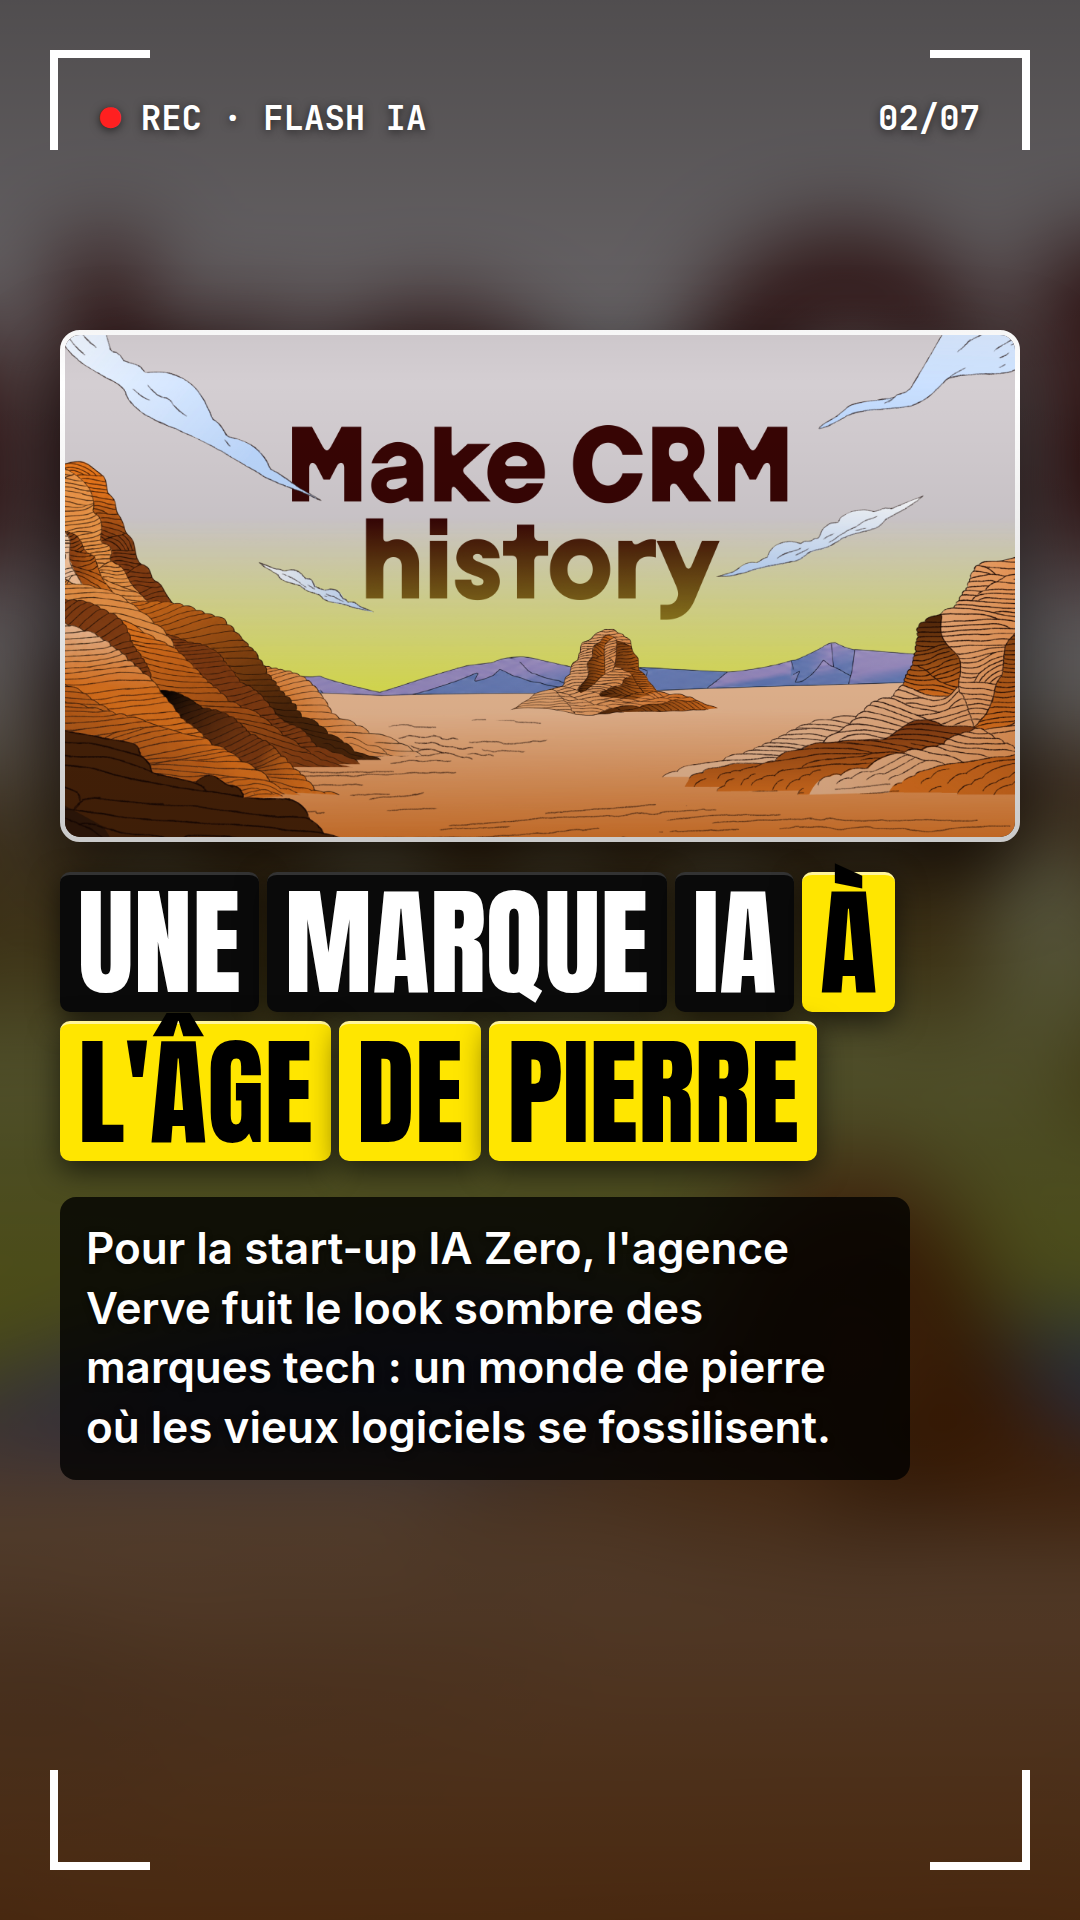 REC · FLASH IA
02/07
Make CRM
history
UNE MARQUE IA À
L'ÂGE DE PIERRE
Pour la start-up IA Zero, l'agence
Verve fuit le look sombre des
marques tech : un monde de pierre
où les vieux logiciels se fossilisent.